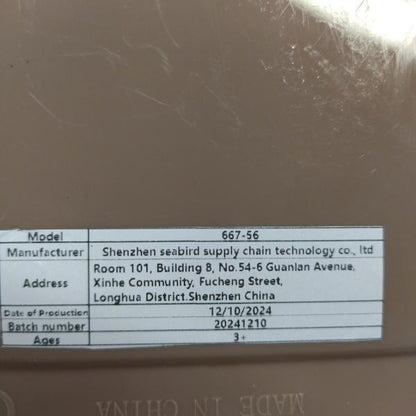 Model 667-56
Manufacturer Shenzhen seabird supply chain technology co., ltd
Address Room 101, Building 8, No.54-6 Guanlan Avenue,
Xinhe Community, Fucheng Street,
Longhua District.Shenzhen China
Date of Production 12/10/2024
Batch number 20241210
Ages 3+
MADE IN CHINA